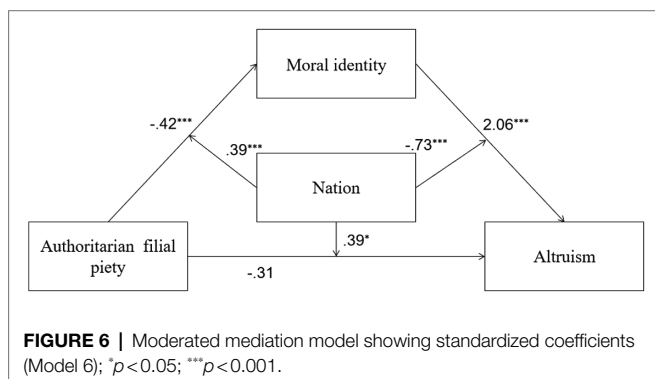 Moral identity
-.42***
2.06***
.39***
-.73***
Nation
Authoritarian filial
piety
.39*
Altruism
-.31
FIGURE 6 | Moderated mediation model showing standardized coefficients
(Model 6); *p<0.05; ***p<0.001.